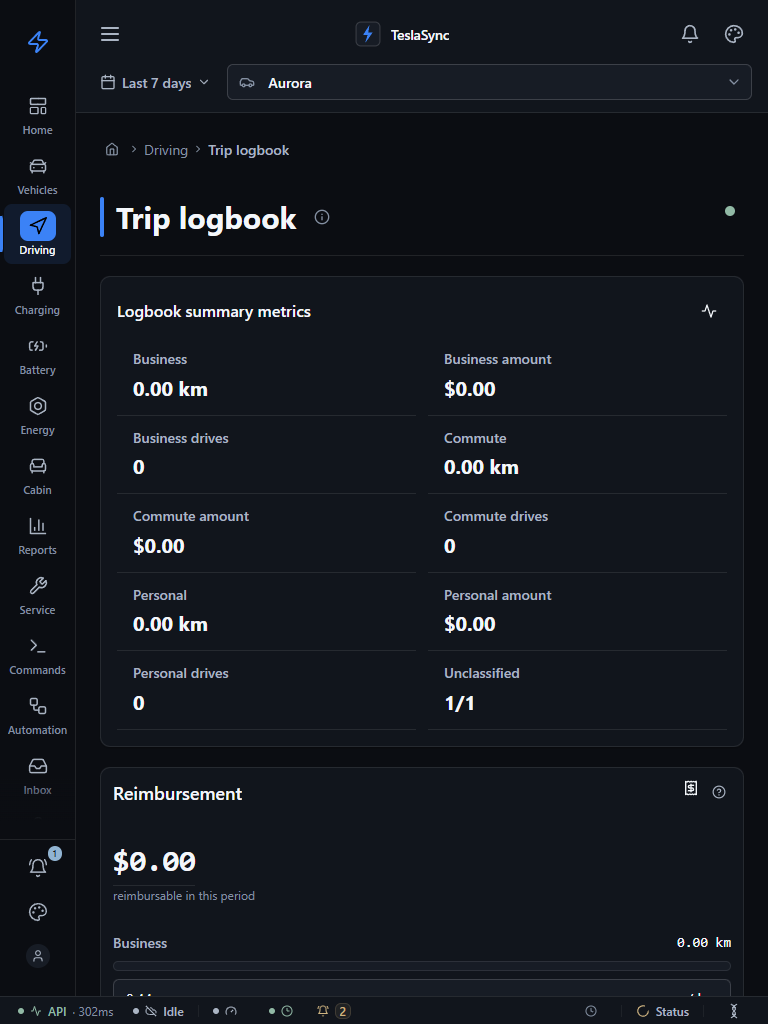 TeslaSync
Last 7 days
Aurora
Home
Vehicles
Driving
Charging
Battery
Energy
Cabin
Reports
Service
Commands
Automation
Inbox
1
Driving
Trip logbook
Trip logbook
Logbook summary metrics
Business
0.00 km
Business amount
$0.00
Business drives
0
Commute
0.00 km
Commute amount
$0.00
Commute drives
0
Personal
0.00 km
Personal amount
$0.00
Personal drives
0
Unclassified
1/1
Reimbursement
$0.00
reimbursable in this period
Business
0.00 km
API · 302ms
Idle
2
Status